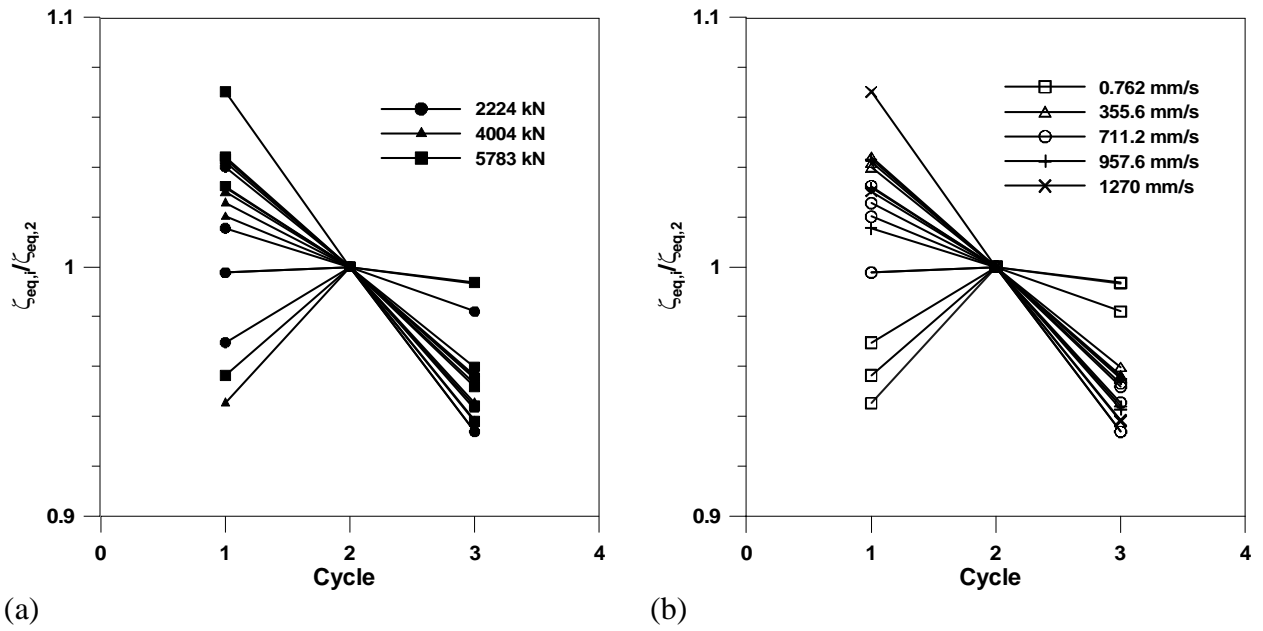 1.1
1
0.9
ζeq,i/ζeq,2
2224 kN
4004 kN
5783 kN
0
1
2
3
4
Cycle
(a)
1.1
1
0.9
ζeq,i/ζeq,2
0.762 mm/s
355.6 mm/s
711.2 mm/s
957.6 mm/s
1270 mm/s
0
1
2
3
4
Cycle
(b)